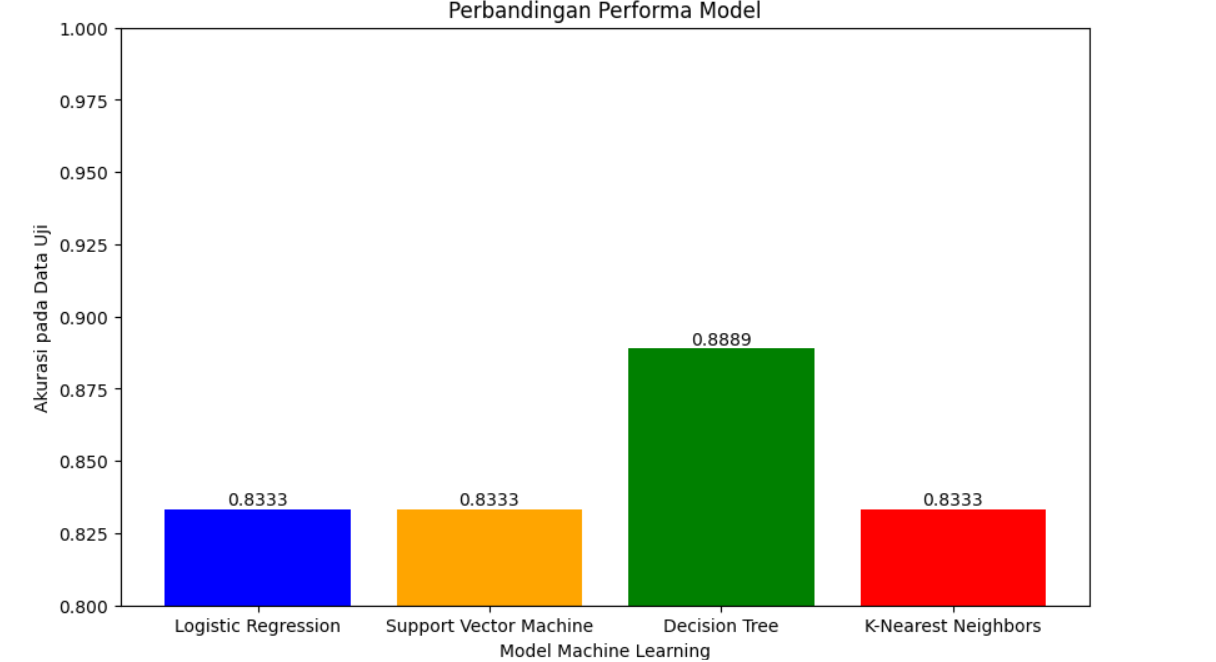 Perbandingan Performa Model
1.000
0.975
0.950
0.925
0.900
0.875
0.850
0.825
0.800
Akurasi pada Data Uji
0.8333
0.8333
0.8889
0.8333
Logistic Regression
Support Vector Machine
Decision Tree
K-Nearest Neighbors
Model Machine Learning